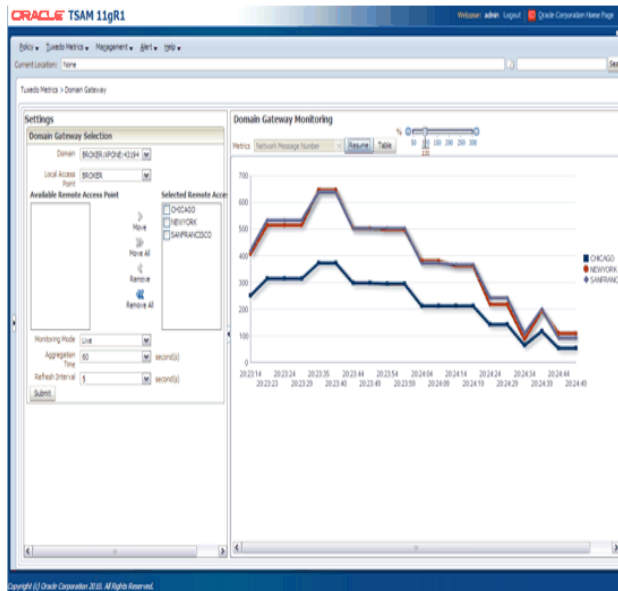 ORACLE TSAM 11gR1
Welcome: admin Logout Oracle Corporation Home Page
Policy Tuxedo Metrics Management Alert Help
Current Location: None
Tuxedo Metrics > Domain Gateway
Settings
Domain Gateway Selection
Domain
Local Access Point BROKER
Available Remote Access Point
Selected Remote Acce
CHICAGO
NEWYORK
SANFRANCISCO
Move
Move All
Remove
Remove All
Monitoring Mode Live
Aggregation Time 60 second(s)
Refresh Interval 5 second(s)
Submit
Domain Gateway Monitoring
Metrics Network Message Number Resume Table
% 50 100 150 200 250 300
700
600
500
400
300
200
100
0
CHICAGO
NEWYORK
SANFRANC
20:23:14 20:23:24 20:23:35 20:23:44 20:23:54 20:24:04 20:24:14 20:24:24 20:24:34 20:24:44
20:23:23 20:23:29 20:23:40 20:23:49 20:23:59 20:24:09 20:24:19 20:24:29 20:24:39 20:24:49
Copyright (c) Oracle Corporation 2010. All Rights Reserved.